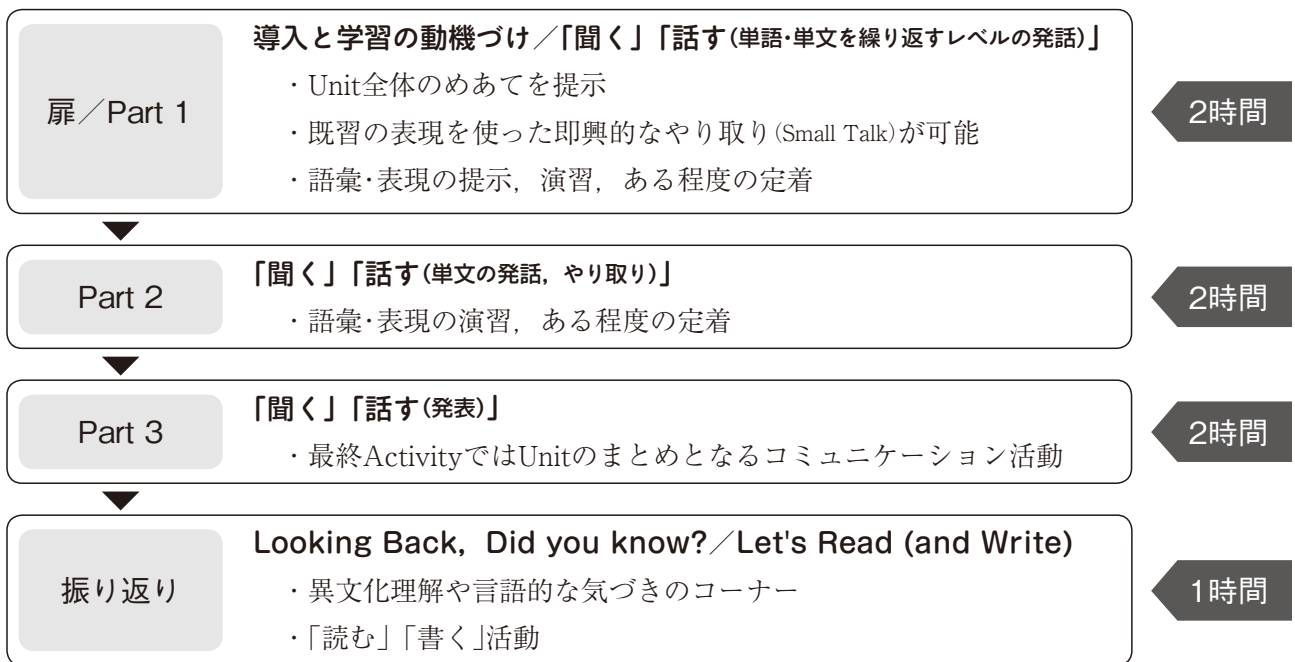 扉／Part 1
導入と学習の動機づけ／「聞く」「話す(単語・単文を繰り返すレベルの発話)」
・Unit全体のめあてを提示
・既習の表現を使った即興的なやり取り(Small Talk)が可能
・語彙・表現の提示，演習，ある程度の定着
2時間
Part 2
「聞く」「話す(単文の発話，やり取り)」
・語彙・表現の演習，ある程度の定着
2時間
Part 3
「聞く」「話す(発表)」
・最終ActivityではUnitのまとめとなるコミュニケーション活動
2時間
振り返り
Looking Back，Did you know?／Let's Read (and Write)
・異文化理解や言語的な気づきのコーナー
・「読む」「書く」活動
1時間